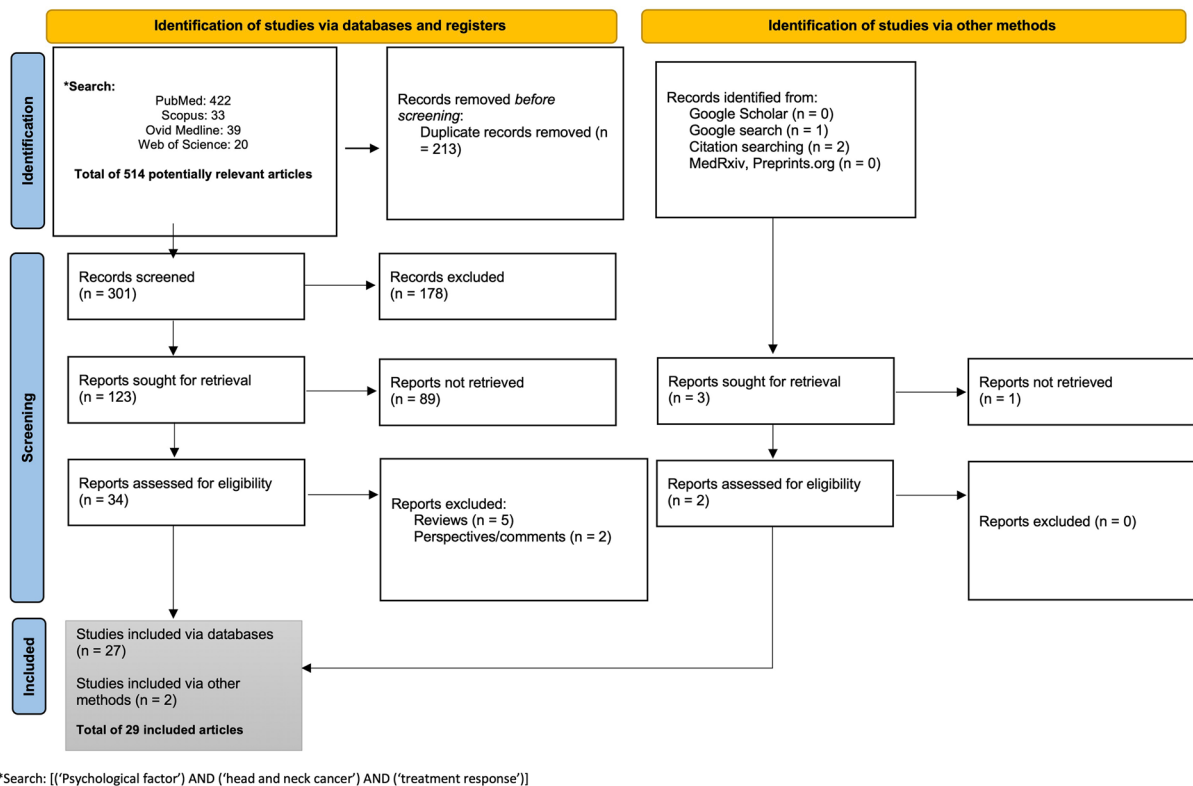 Identification of studies via databases and registers
Identification of studies via other methods
Identification
*Search:
PubMed: 422
Scopus: 33
Ovid Medline: 39
Web of Science: 20
Total of 514 potentially relevant articles
Records removed before
screening:
Duplicate records removed (n
= 213)
Records identified from:
Google Scholar (n = 0)
Google search (n = 1)
Citation searching (n = 2)
MedRxiv, Preprints.org (n = 0)
Screening
Records screened
(n = 301)
Records excluded
(n = 178)
Reports sought for retrieval
(n = 123)
Reports not retrieved
(n = 89)
Reports sought for retrieval
(n = 3)
Reports not retrieved
(n = 1)
Reports assessed for eligibility
(n = 34)
Reports excluded:
Reviews (n = 5)
Perspectives/comments (n = 2)
Reports assessed for eligibility
(n = 2)
Reports excluded (n = 0)
Included
Studies included via databases
(n = 27)
Studies included via other
methods (n = 2)
Total of 29 included articles
*Search: [(‘Psychological factor’) AND (‘head and neck cancer’) AND (‘treatment response’)]